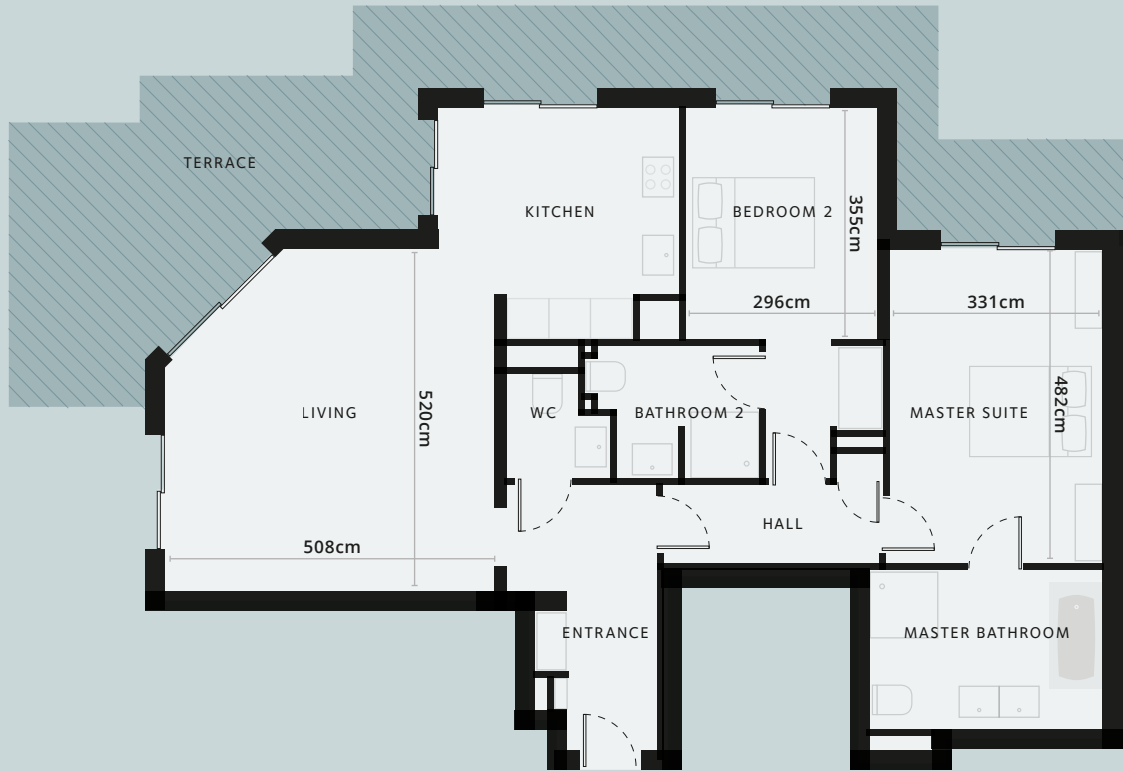 TERRACE
KITCHEN
BEDROOM 2
355cm
296cm
331cm
LIVING
520cm
WC
BATHROOM 2
MASTER SUITE
482cm
HALL
508cm
ENTRANCE
MASTER BATHROOM